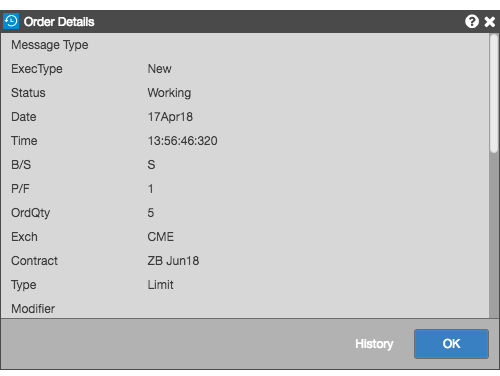 Order Details
Message Type
ExecType New
Status Working
Date 17Apr18
Time 13:56:46:320
B/S S
P/F 1
OrdQty 5
Exch CME
Contract ZB Jun18
Type Limit
Modifier
History OK